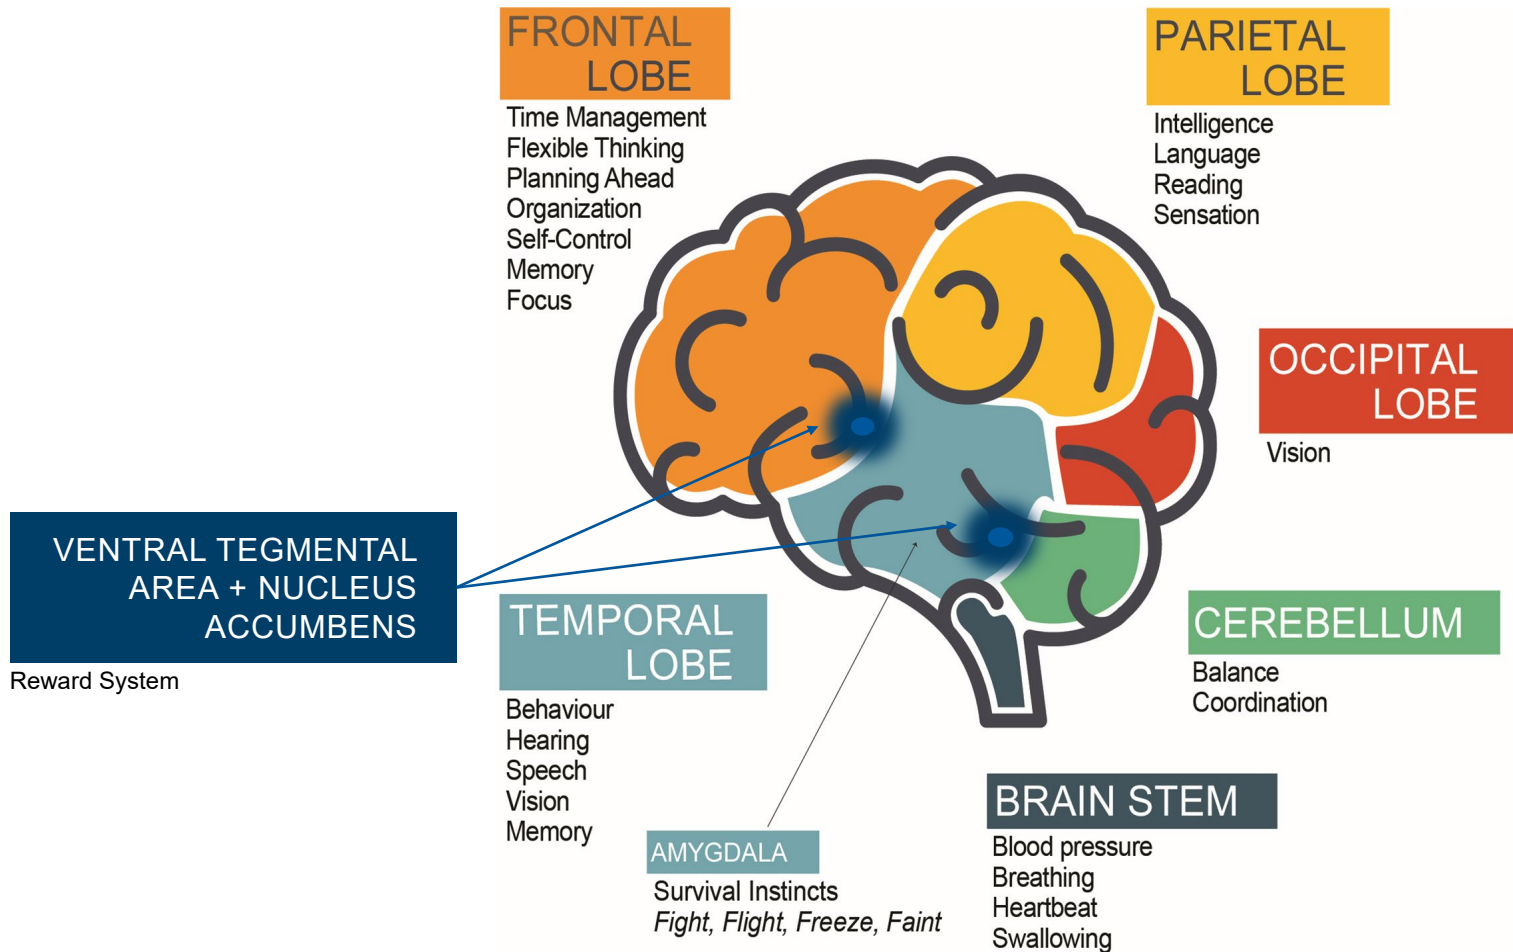 FRONTAL
LOBE
Time Management
Flexible Thinking
Planning Ahead
Organization
Self-Control
Memory
Focus
PARIETAL
LOBE
Intelligence
Language
Reading
Sensation
OCCIPITAL
LOBE
Vision
VENTRAL TEGMENTAL
AREA + NUCLEUS
ACCUMBENS
Reward System
TEMPORAL
LOBE
Behaviour
Hearing
Speech
Vision
Memory
CEREBELLUM
Balance
Coordination
AMYGDALA
Survival Instincts
Fight, Flight, Freeze, Faint
BRAIN STEM
Blood pressure
Breathing
Heartbeat
Swallowing